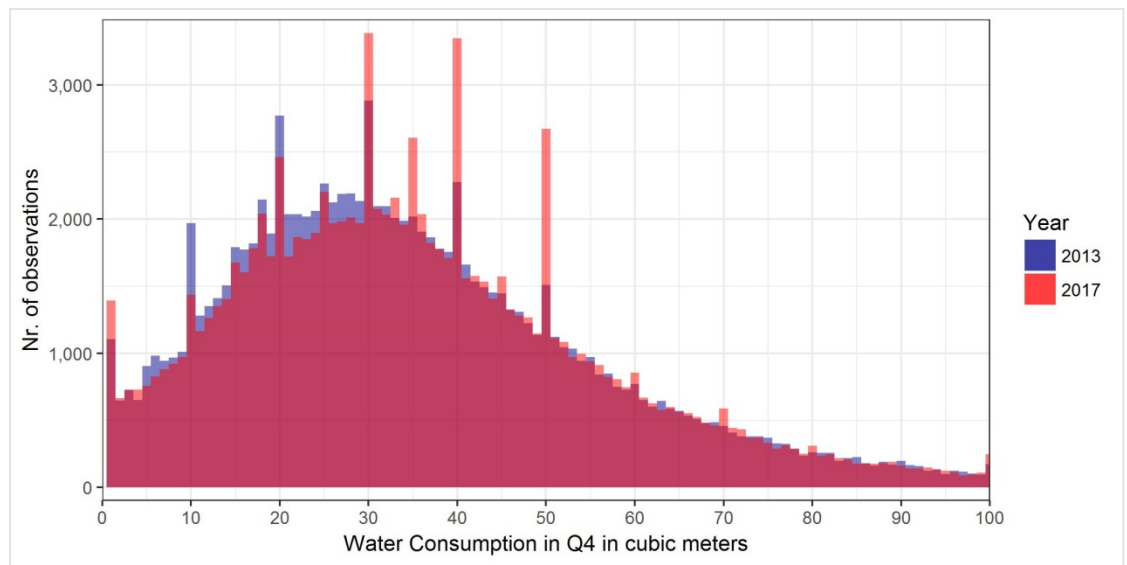 Nr. of observations
3,000
2,000
1,000
0
0 10 20 30 40 50 60 70 80 90 100
Water Consumption in Q4 in cubic meters
Year
2013
2017